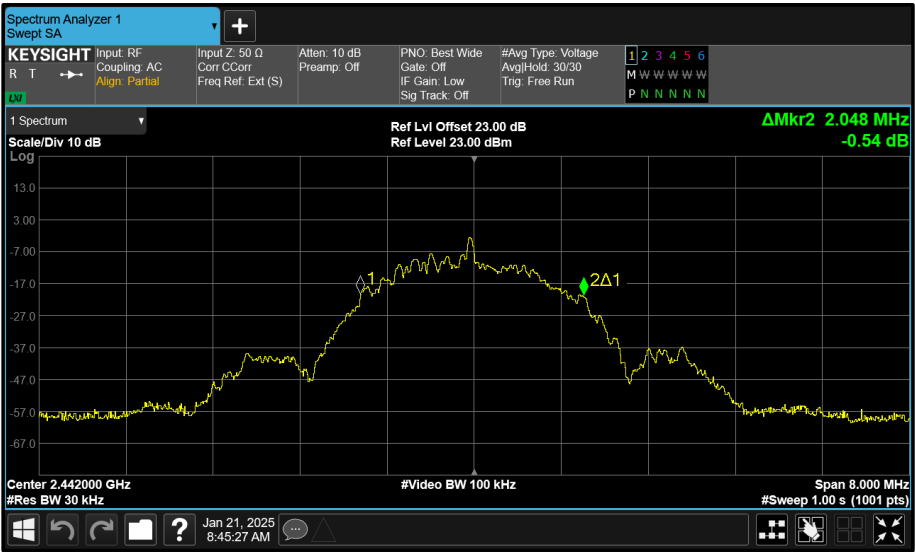 Spectrum Analyzer 1
Swept SA
+
KEYSIGHT
R T
LXI
Input: RF
Coupling: AC
Align: Partial
Input Z: 50 Ω
Corr CCorr
Freq Ref: Ext (S)
Atten: 10 dB
Preamp: Off
PNO: Best Wide
Gate: Off
IF Gain: Low
Sig Track: Off
#Avg Type: Voltage
Avg|Hold: 30/30
Trig: Free Run
1 2 3 4 5 6
M W W W W W
P N N N N N
1 Spectrum
Scale/Div 10 dB
Ref Lvl Offset 23.00 dB
Ref Level 23.00 dBm
ΔMkr2 2.048 MHz
-0.54 dB
Log
13.0
3.00
-7.00
-17.0
-27.0
-37.0
-47.0
-57.0
-67.0
1
2Δ1
Center 2.442000 GHz
#Res BW 30 kHz
#Video BW 100 kHz
Span 8.000 MHz
#Sweep 1.00 s (1001 pts)
?
Jan 21, 2025
8:45:27 AM